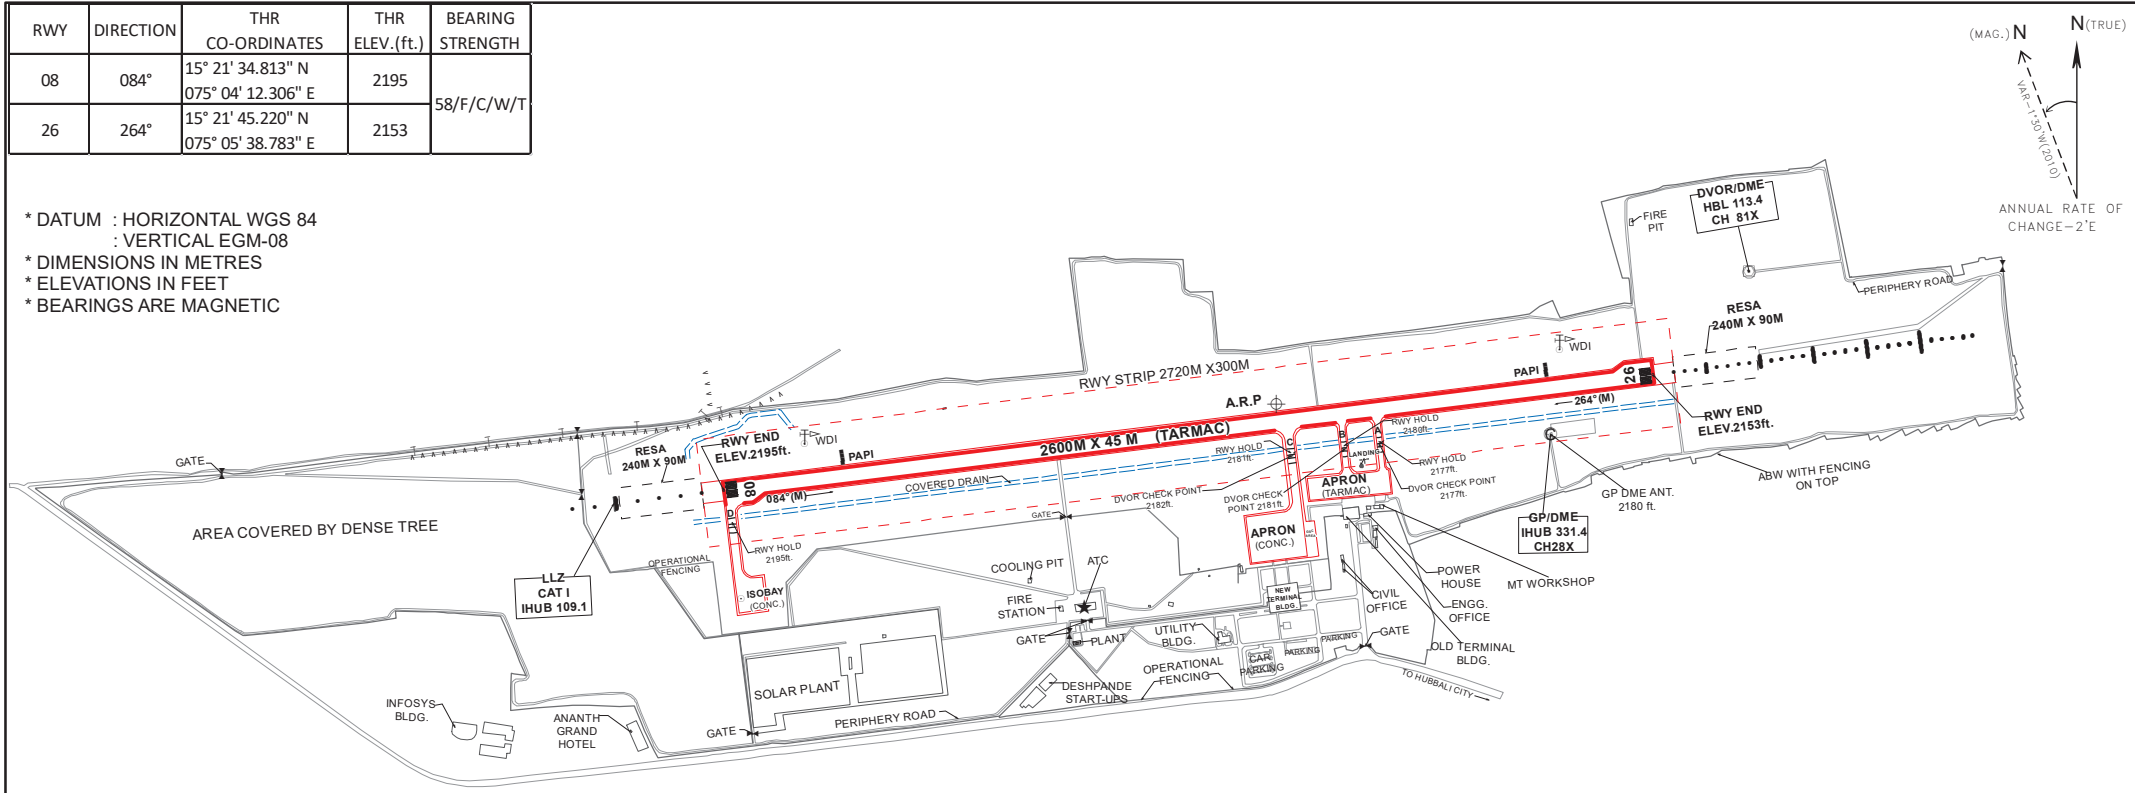 RWY
DIRECTION
THR
CO-ORDINATES
THR
ELEV.(ft.)
BEARING
STRENGTH
08
084°
15° 21' 34.813" N
075° 04' 12.306" E
2195
58/F/C/W/T
26
264°
15° 21' 45.220" N
075° 05' 38.783" E
2153
* DATUM : HORIZONTAL WGS 84
: VERTICAL EGM-08
* DIMENSIONS IN METRES
* ELEVATIONS IN FEET
* BEARINGS ARE MAGNETIC
(MAG.) N
N(TRUE)
VAR-1°30'W(2010)
ANNUAL RATE OF
CHANGE-2'E
DVOR/DME
HBL 113.4
CH 81X
FIRE
PIT
PERIPHERY ROAD
RESA
240M X 90M
WDI
PAPI
26
264°(M)
RWY END
ELEV.2153ft.
RWY STRIP 2720M X300M
A.R.P
2600M X 45 M (TARMAC)
RWY END
ELEV.2195ft.
WDI
PAPI
RESA
240M X 90M
GATE
08
084°(M)
COVERED DRAIN
AREA COVERED BY DENSE TREE
LLZ
CAT I
IHUB 109.1
OPERATIONAL
FENCING
D
RWY HOLD
2195ft.
ISOBAY
(CONC.)
RWY HOLD
2181ft.
C
B
A
RWY HOLD
2180ft.
RWY HOLD
2177ft.
LANDING
DVOR CHECK POINT
2182ft.
DVOR CHECK
POINT 2181ft.
DVOR CHECK POINT
2177ft.
APRON
(TARMAC)
APRON
(CONC.)
GATE
ABW WITH FENCING
ON TOP
GP DME ANT.
2180 ft.
GP/DME
IHUB 331.4
CH28X
COOLING PIT
ATC
FIRE
STATION
GATE
PLANT
UTILITY
BLDG.
NEW
TERMINAL
BLDG.
POWER
HOUSE
MT WORKSHOP
CIVIL
OFFICE
ENGG.
OFFICE
OLD TERMINAL
BLDG.
GATE
PARKING
PARKING
CAR
PARKING
OPERATIONAL
FENCING
TO HUBBALI CITY
DESHPANDE
START-UPS
SOLAR PLANT
PERIPHERY ROAD
GATE
INFOSYS
BLDG.
ANANTH
GRAND
HOTEL